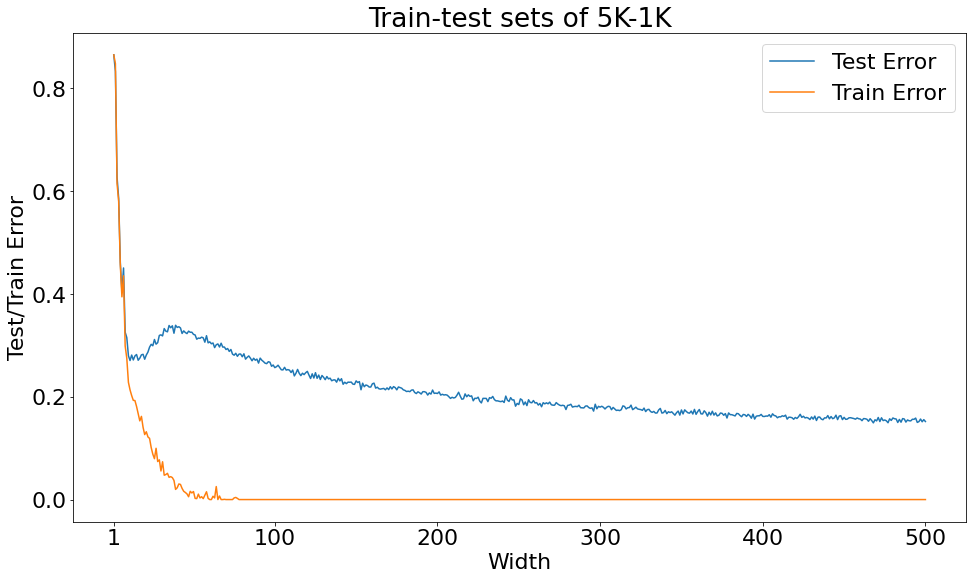 Train-test sets of 5K-1K
Test Error
Train Error
Test/Train Error
0.8
0.6
0.4
0.2
0.0
1 100 200 300 400 500
Width